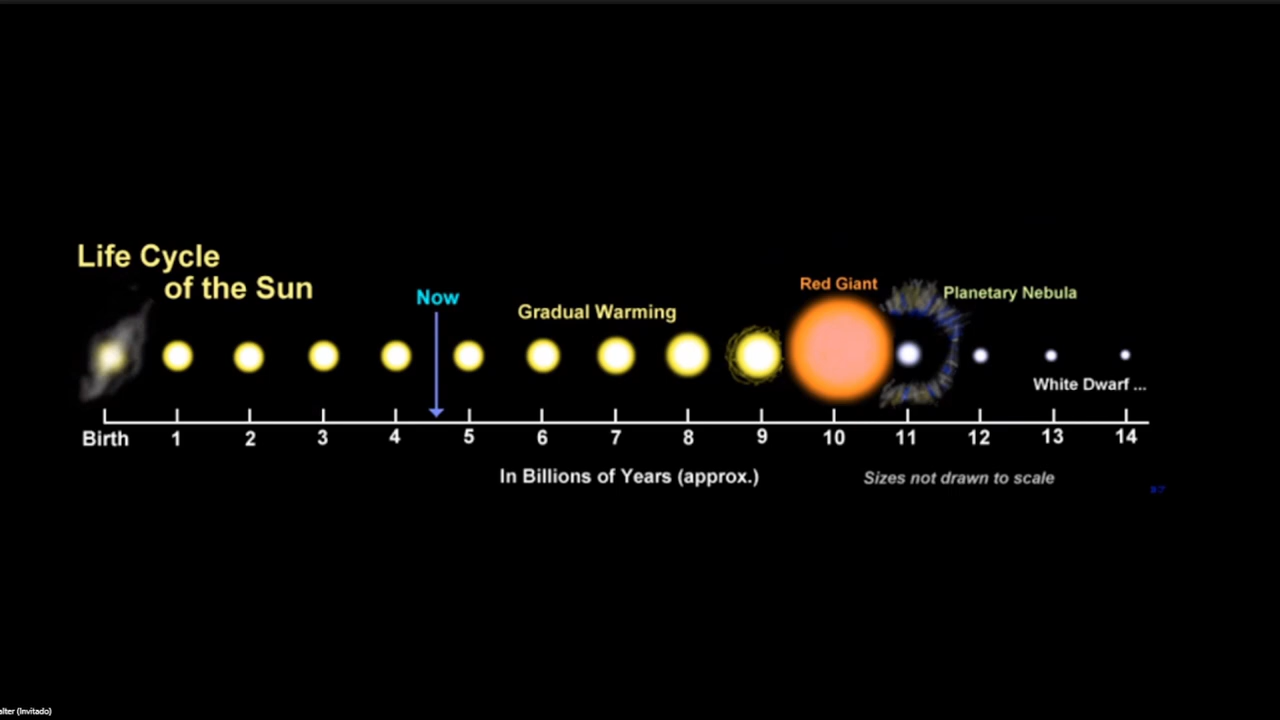 Life Cycle
of the Sun
Now
Gradual Warming
Red Giant
Planetary Nebula
White Dwarf ...
Birth 1 2 3 4 5 6 7 8 9 10 11 12 13 14
In Billions of Years (approx.)
Sizes not drawn to scale
(Invitado)